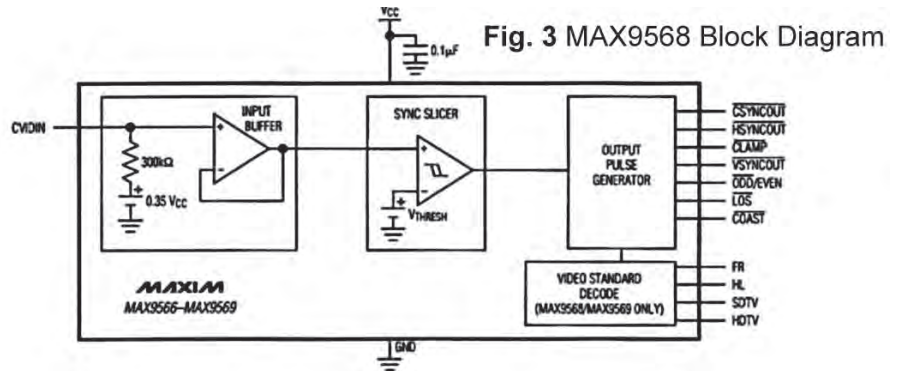 VCC
0.1µF
Fig. 3 MAX9568 Block Diagram
CVIDIN
INPUT
BUFFER
300kΩ
0.35 VCC
SYNC SLICER
VTHRESH
OUTPUT
PULSE
GENERATOR
CSYNCOUT
HSYNCOUT
CLAMP
VSYNCOUT
ODD/EVEN
LOS
COAST
VIDEO STANDARD
DECODE
(MAX9568/MAX9569 ONLY)
FR
HL
SDTV
HDTV
MAXIM
MAX9566–MAX9569
GND